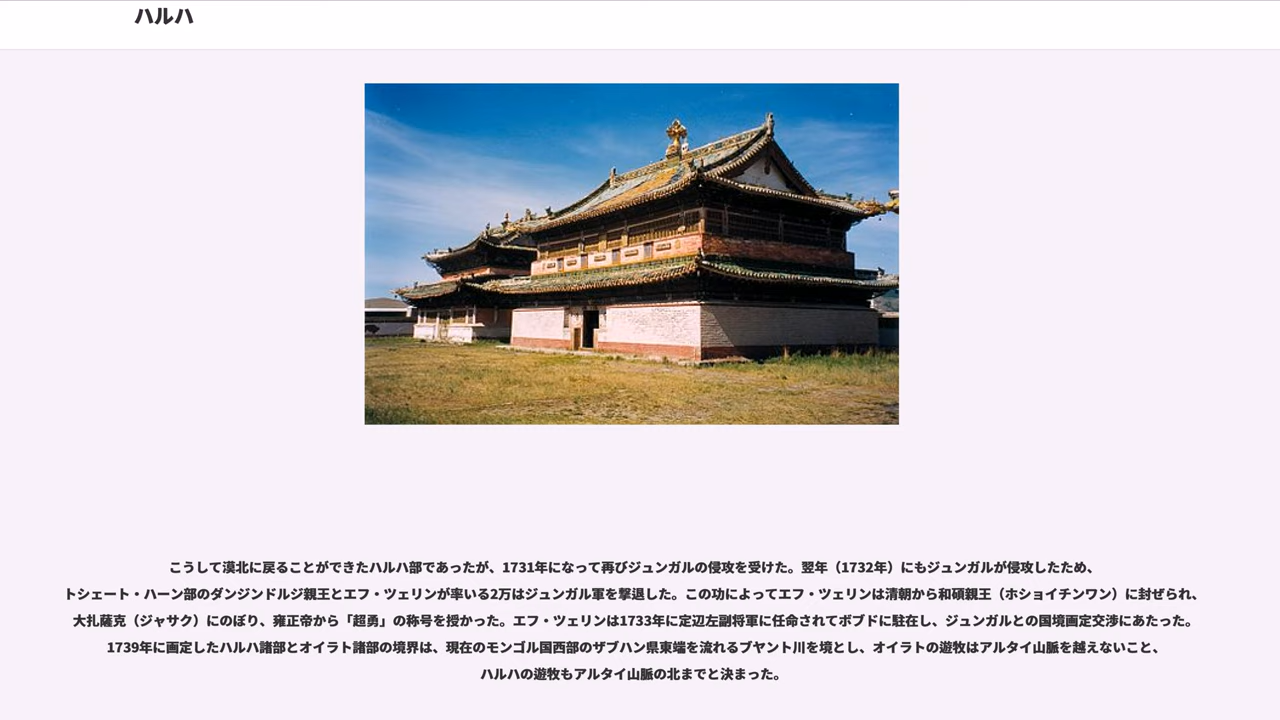 ハルハ
こうして漠北に戻ることができたハルハ部であったが、1731年になって再びジュンガルの侵攻を受けた。翌年（1732年）にもジュンガルが侵攻したため、
トシェート・ハーン部のダンジンドルジ親王とエフ・ツェリンが率いる2万はジュンガル軍を撃退した。この功によってエフ・ツェリンは清朝から和碩親王（ホショイチンワン）に封ぜられ、
大扎薩克（ジャサク）にのぼり、雍正帝から「超勇」の称号を授かった。エフ・ツェリンは1733年に定辺左副将軍に任命されてボブドに駐在し、ジュンガルとの国境画定交渉にあたった。
1739年に画定したハルハ諸部とオイラト諸部の境界は、現在のモンゴル国西部のザブハン県東端を流れるブヤント川を境とし、オイラトの遊牧はアルタイ山脈を越えないこと、
ハルハの遊牧もアルタイ山脈の北までと決まった。